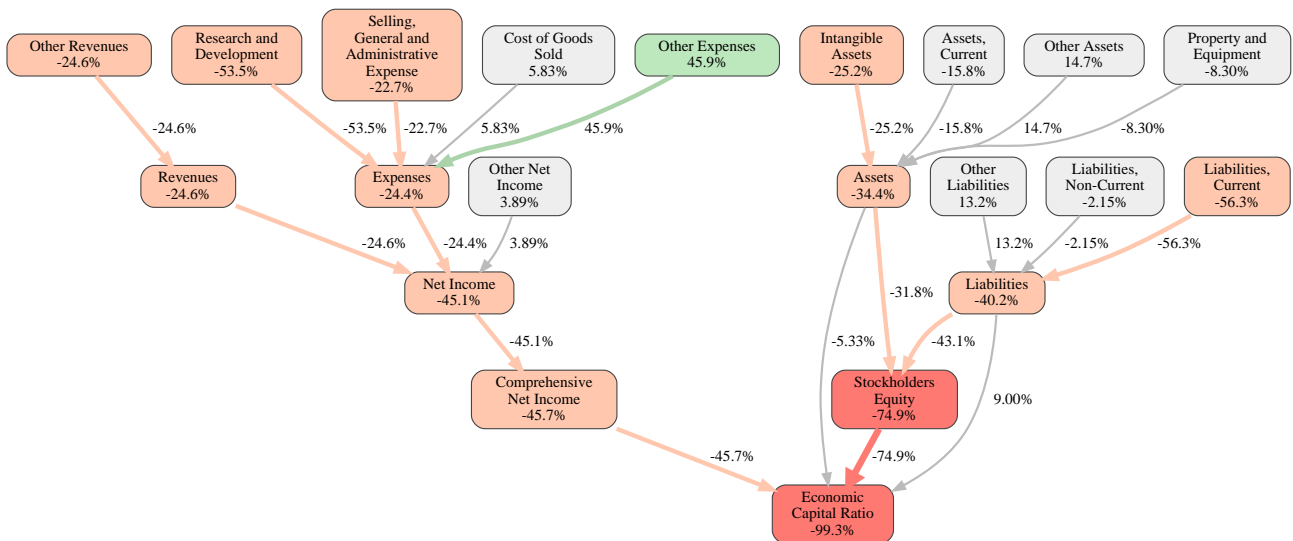 Other Revenues
-24.6%
Research and
Development
-53.5%
Selling,
General and
Administrative
Expense
-22.7%
Cost of Goods
Sold
5.83%
Other Expenses
45.9%
Intangible
Assets
-25.2%
Assets,
Current
-15.8%
Other Assets
14.7%
Property and
Equipment
-8.30%
-24.6%
-53.5%
-22.7%
5.83%
45.9%
-25.2%
-15.8%
14.7%
-8.30%
Revenues
-24.6%
Expenses
-24.4%
Other Net
Income
3.89%
Assets
-34.4%
Other
Liabilities
13.2%
Liabilities,
Non-Current
-2.15%
Liabilities,
Current
-56.3%
-24.6%
-24.4%
3.89%
13.2%
-2.15%
-56.3%
Net Income
-45.1%
-31.8%
Liabilities
-40.2%
-45.1%
-5.33%
-43.1%
Comprehensive
Net Income
-45.7%
Stockholders
Equity
-74.9%
9.00%
-45.7%
-74.9%
Economic
Capital Ratio
-99.3%